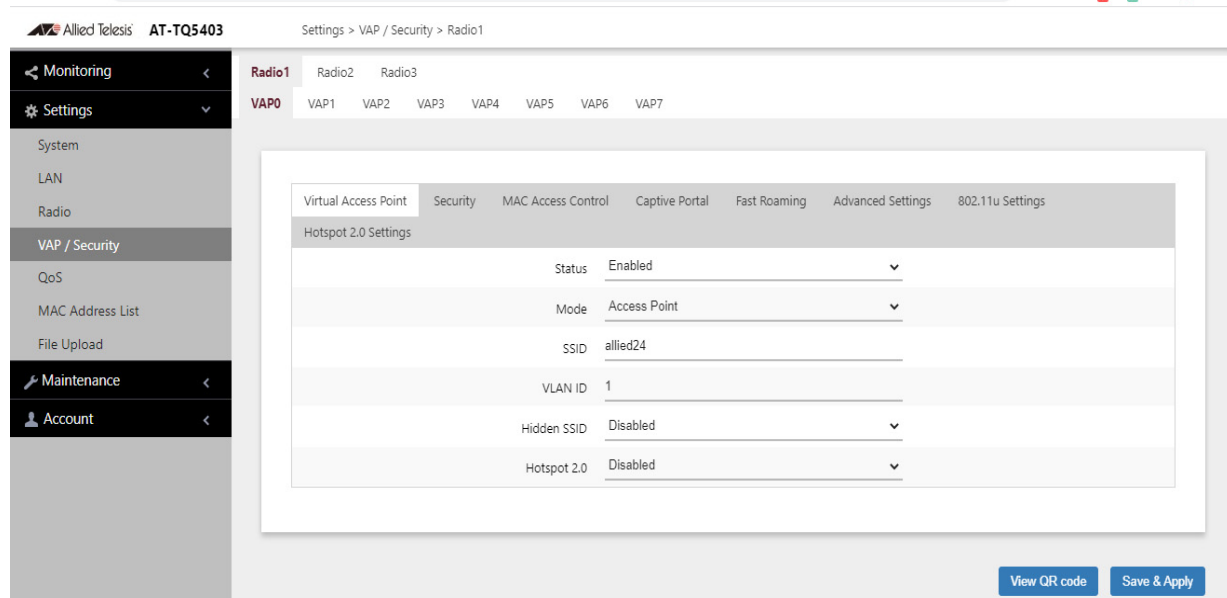 Allied Telesis AT-TQ5403 Settings > VAP / Security > Radio1
Monitoring
Settings
System
LAN
Radio
VAP / Security
QoS
MAC Address List
File Upload
Maintenance
Account
Radio1 Radio2 Radio3
VAP0 VAP1 VAP2 VAP3 VAP4 VAP5 VAP6 VAP7
Virtual Access Point Security MAC Access Control Captive Portal Fast Roaming Advanced Settings 802.11u Settings
Hotspot 2.0 Settings
Status Enabled
Mode Access Point
SSID allied24
VLAN ID 1
Hidden SSID Disabled
Hotspot 2.0 Disabled
View QR code Save & Apply